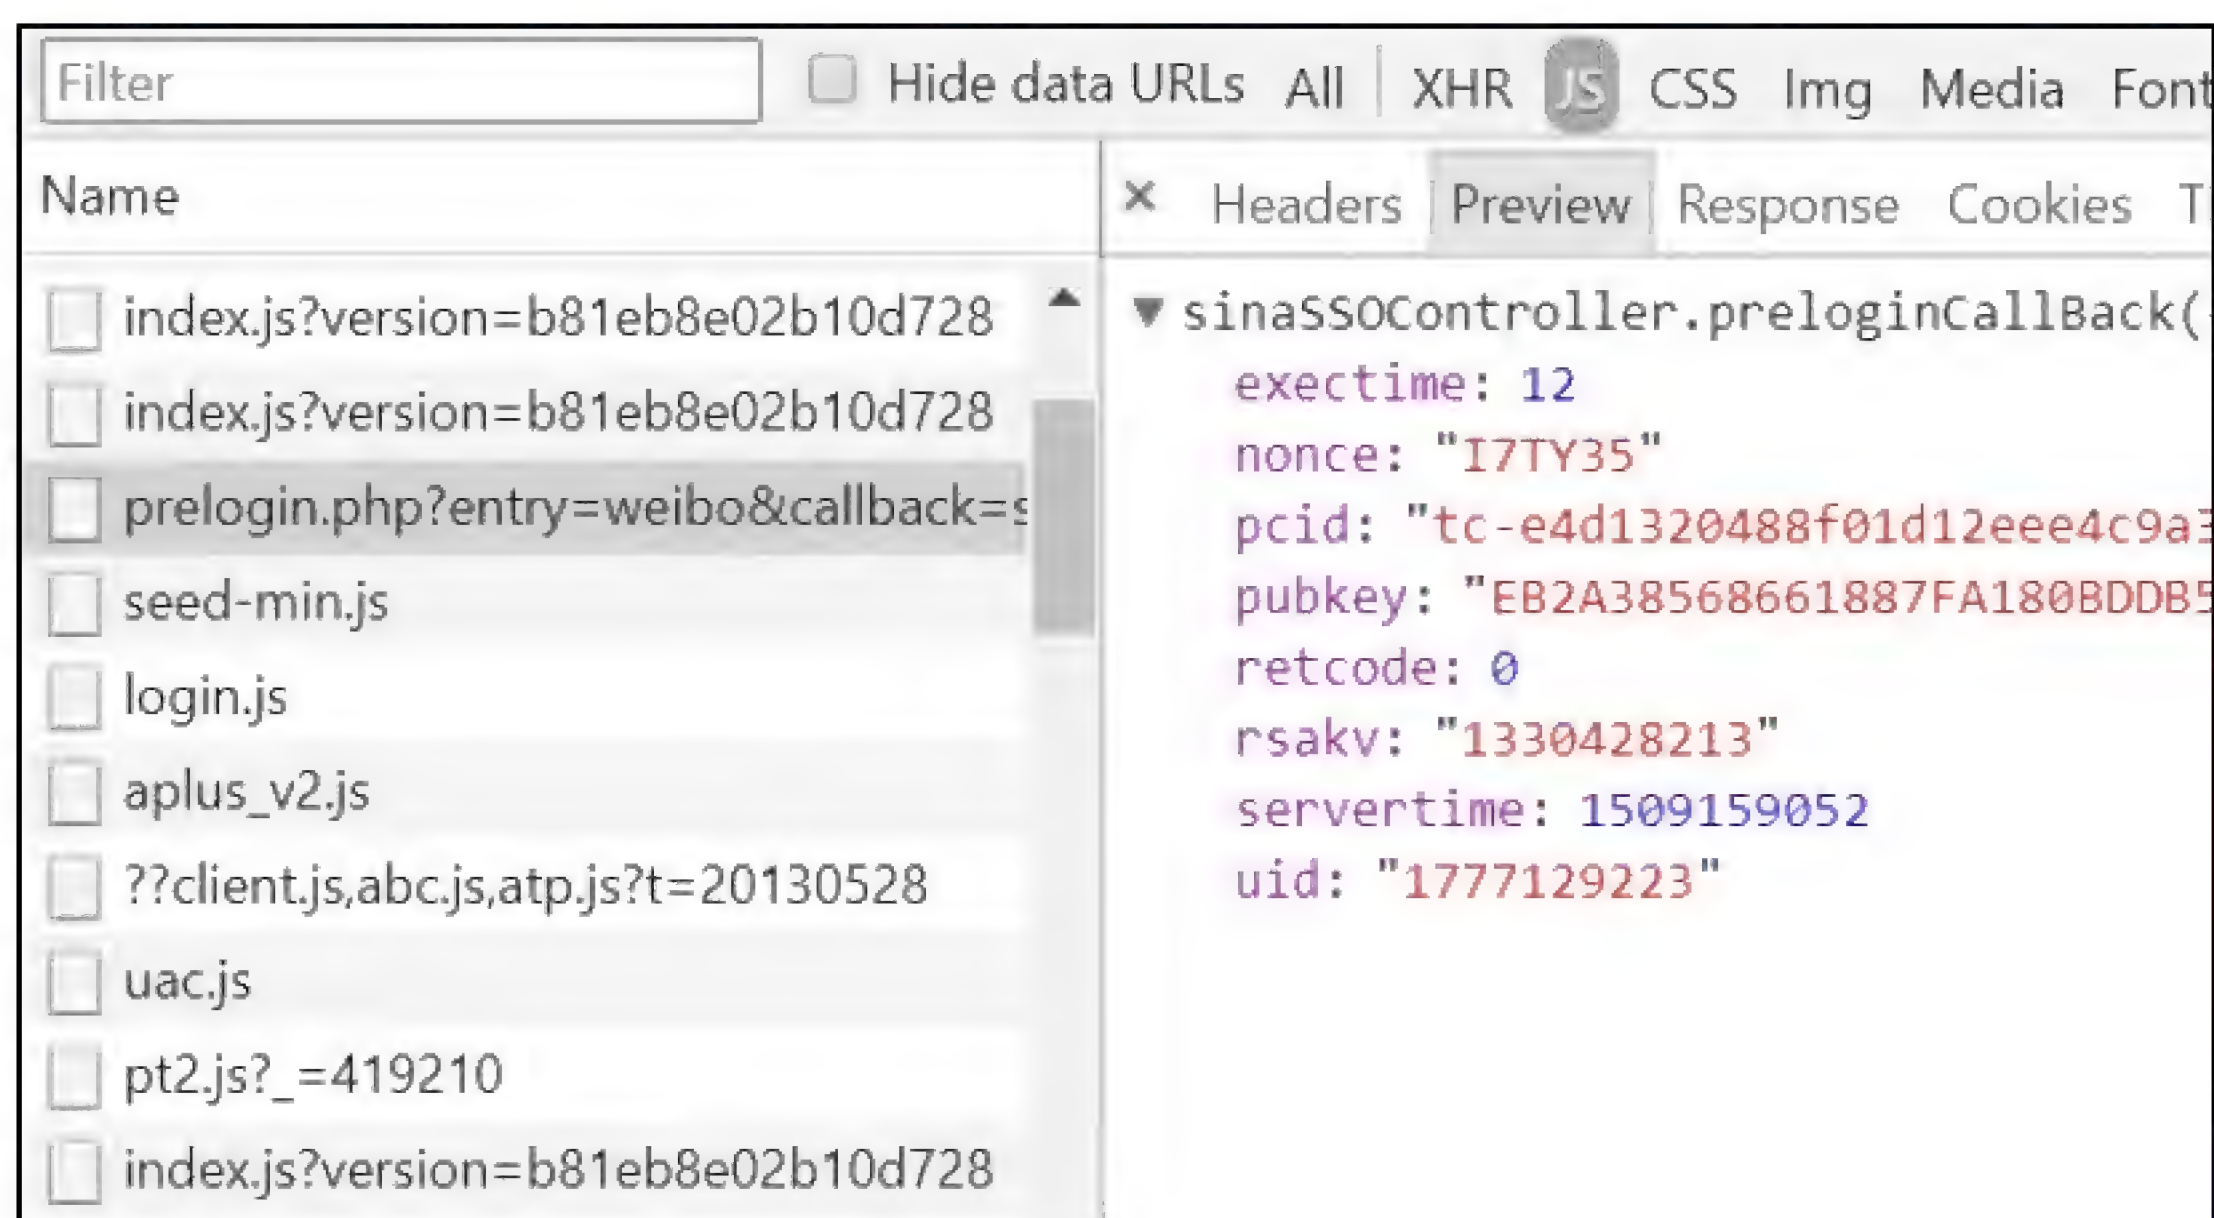 Filter Hide data URLs All XHR JS CSS Img Media Font
Name
× Headers Preview Response Cookies
index.js?version=b81eb8e02b10d728
index.js?version=b81eb8e02b10d728
prelogin.php?entry=weibo&callback=s
seed-min.js
login.js
aplus_v2.js
??client.js,abc.js,atp.js?t=20130528
uac.js
pt2.js?_=419210
index.js?version=b81eb8e02b10d728
▼ sinaSSOController.preloginCallBack(
exectime: 12
nonce: "I7TY35"
pcid: "tc-e4d1320488f01d12eee4c9a3
pubkey: "EB2A38568661887FA180BDDB5
retcode: 0
rsakv: "1330428213"
servertime: 1509159052
uid: "1777129223"